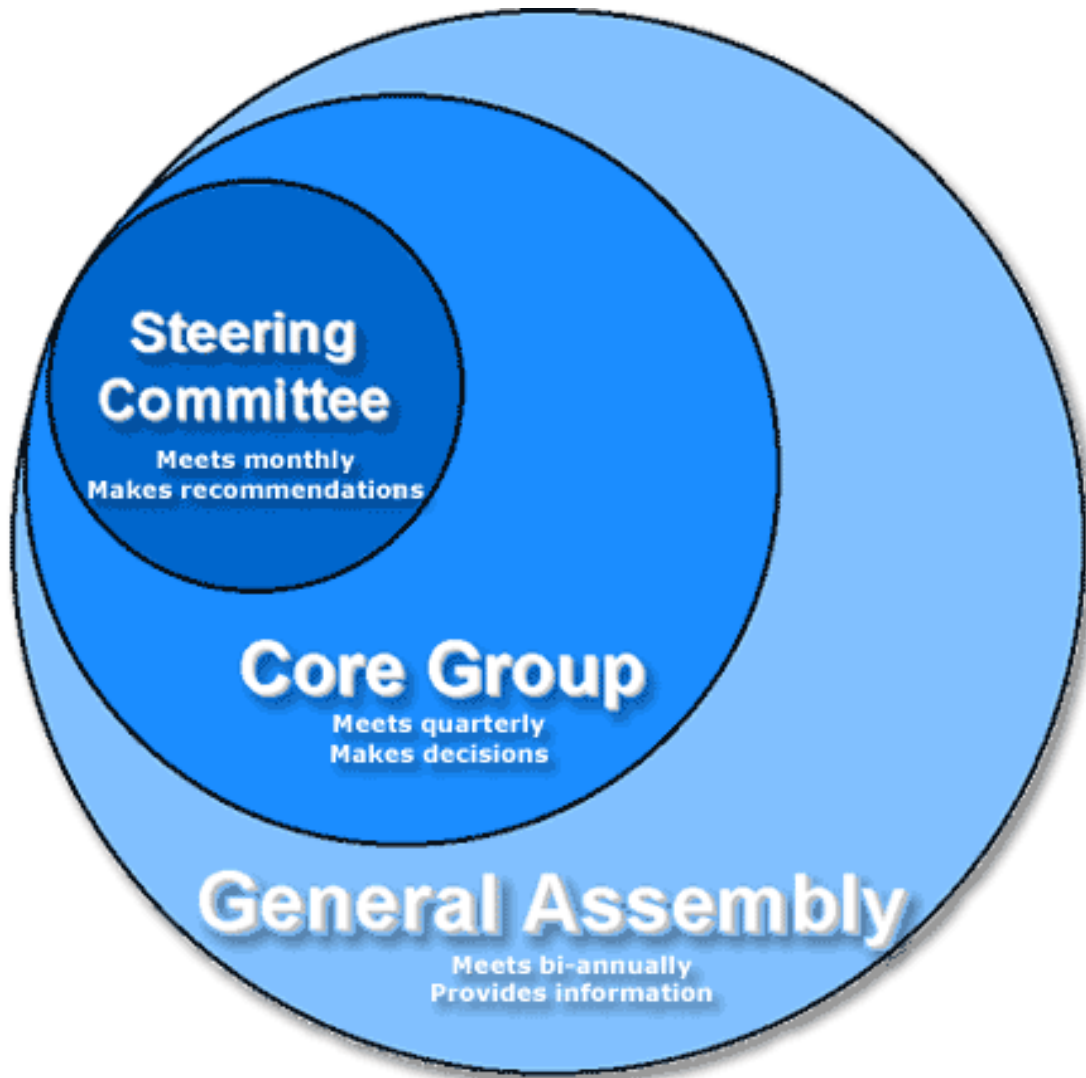 Steering
Committee
Meets monthly
Makes recommendations
Core Group
Meets quarterly
Makes decisions
General Assembly
Meets bi-annually
Provides information